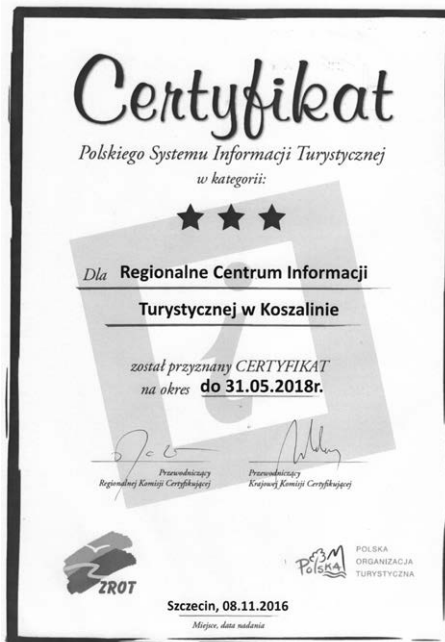 Certyfikat
Polskiego Systemu Informacji Turystycznej
w kategorii:
Dla Regionalne Centrum Informacji
Turystycznej w Koszalinie
został przyznany CERTYFIKAT
na okres do 31.05.2018r.
Przewodniczący
Regionalnej Komisji Certyfikującej
Przewodniczący
Krajowej Komisji Certyfikującej
ZROT
Polska
POLSKA
ORGANIZACJA
TURYSTYCZNA
Szczecin, 08.11.2016
Miejsce, data nadania